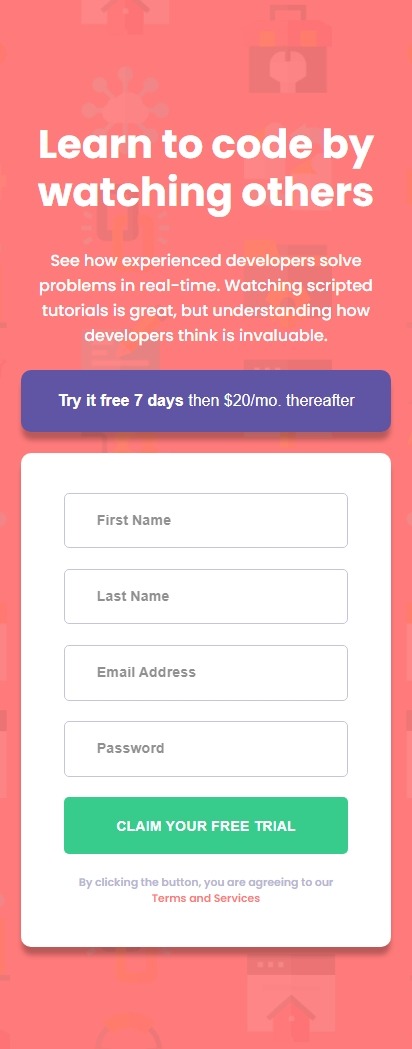 Learn to code by
watching others
See how experienced developers solve
problems in real-time. Watching scripted
tutorials is great, but understanding how
developers think is invaluable.
Try it free 7 days then $20/mo. thereafter
First Name
Last Name
Email Address
Password
CLAIM YOUR FREE TRIAL
By clicking the button, you are agreeing to our
Terms and Services